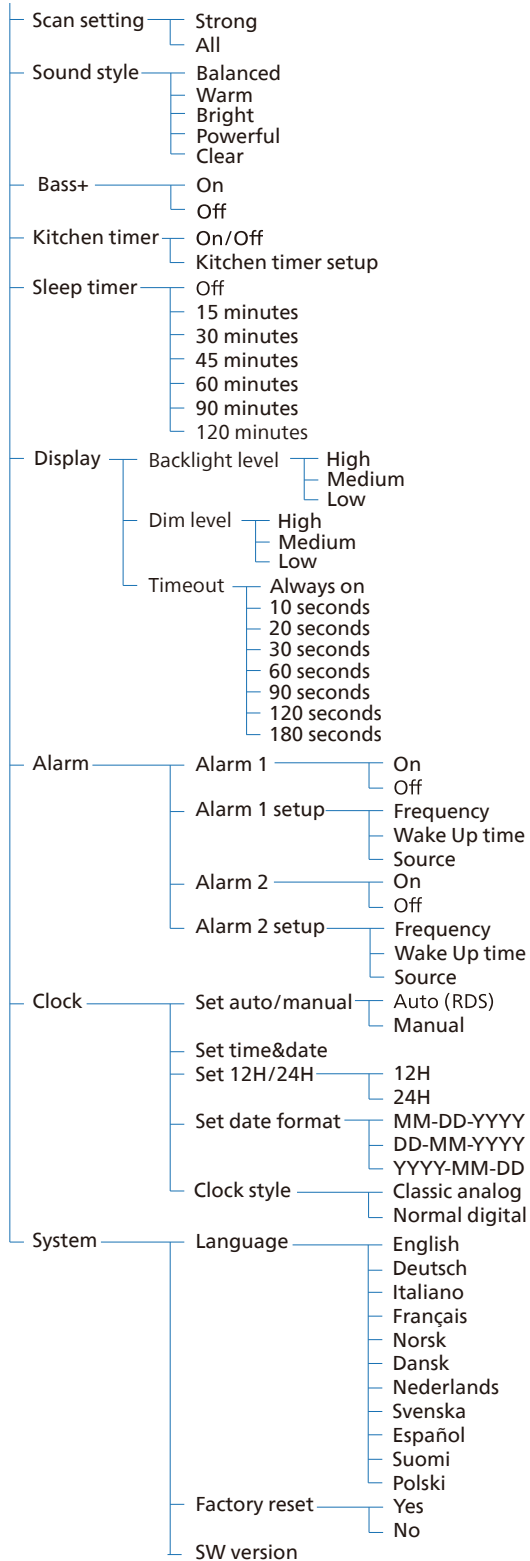 Scan setting Strong
All
Sound style Balanced
Warm
Bright
Powerful
Clear
Bass+ On
Off
Kitchen timer On/Off
Kitchen timer setup
Sleep timer Off
15 minutes
30 minutes
45 minutes
60 minutes
90 minutes
120 minutes
Display Backlight level High
Medium
Low
Dim level High
Medium
Low
Timeout Always on
10 seconds
20 seconds
30 seconds
60 seconds
90 seconds
120 seconds
180 seconds
Alarm Alarm 1 On
Off
Alarm 1 setup Frequency
Wake Up time
Source
Alarm 2 On
Off
Alarm 2 setup Frequency
Wake Up time
Source
Clock Set auto/manual Auto (RDS)
Manual
Set time&date
Set 12H/24H 12H
24H
Set date format MM-DD-YYYY
DD-MM-YYYY
YYYY-MM-DD
Clock style Classic analog
Normal digital
System Language English
Deutsch
Italiano
Français
Norsk
Dansk
Nederlands
Svenska
Español
Suomi
Polski
Factory reset Yes
No
SW version